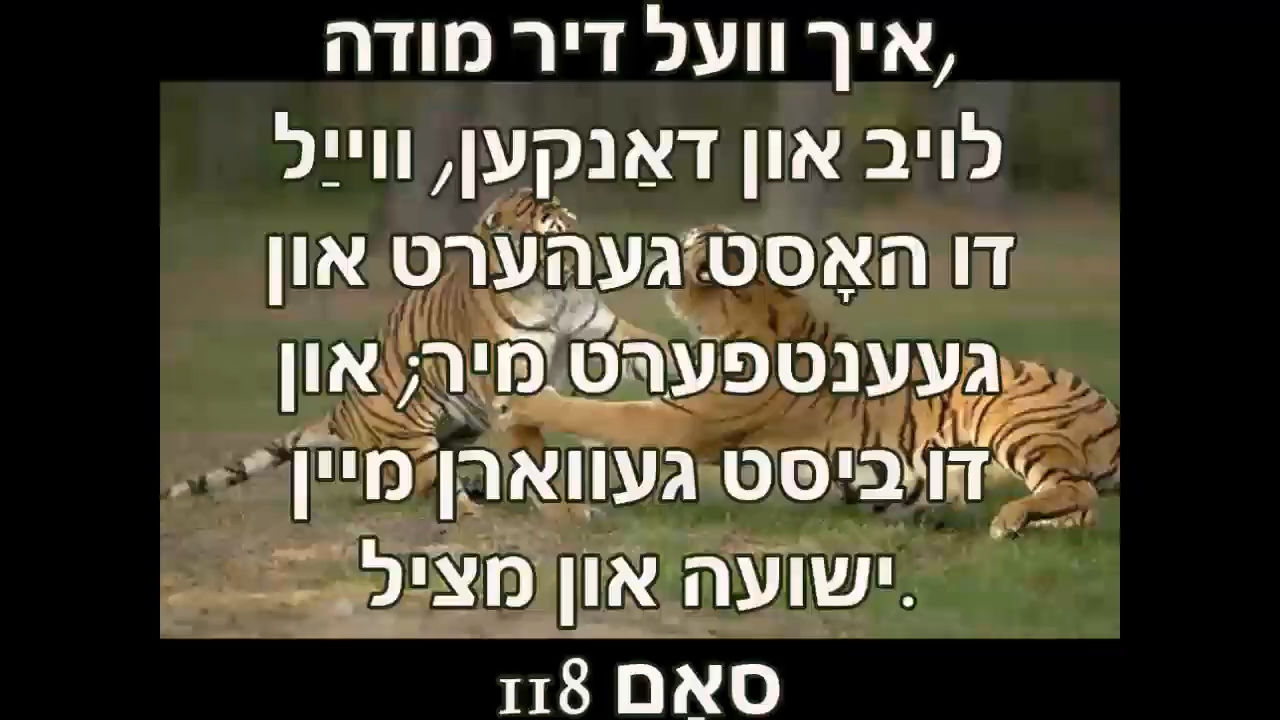 איך וועל דיר מודה,
לויב און דאַנקען, ווייַל
דו האָסט געהערט און
געענטפערט מיר; און
דו ביסט געווארן מיין
ישועה און מציל.
סאַם 118